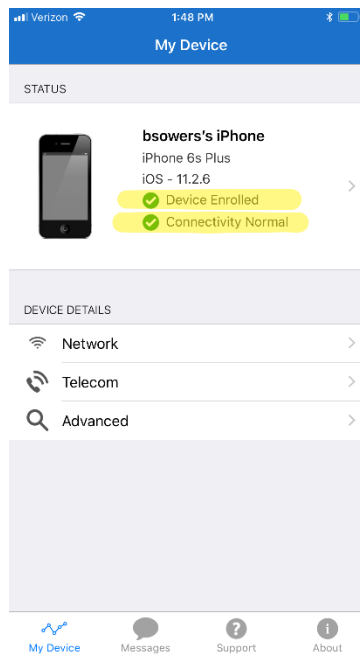 Verizon 1:48 PM
My Device
STATUS
bsowers's iPhone
iPhone 6s Plus
iOS - 11.2.6
Device Enrolled
Connectivity Normal
DEVICE DETAILS
Network
Telecom
Advanced
My Device Messages Support About